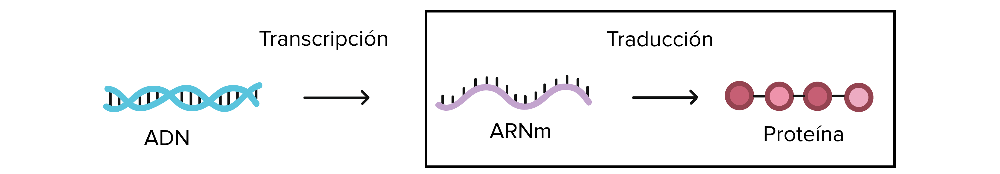 Transcripción
Traducción
ADN
ARNm
Proteína